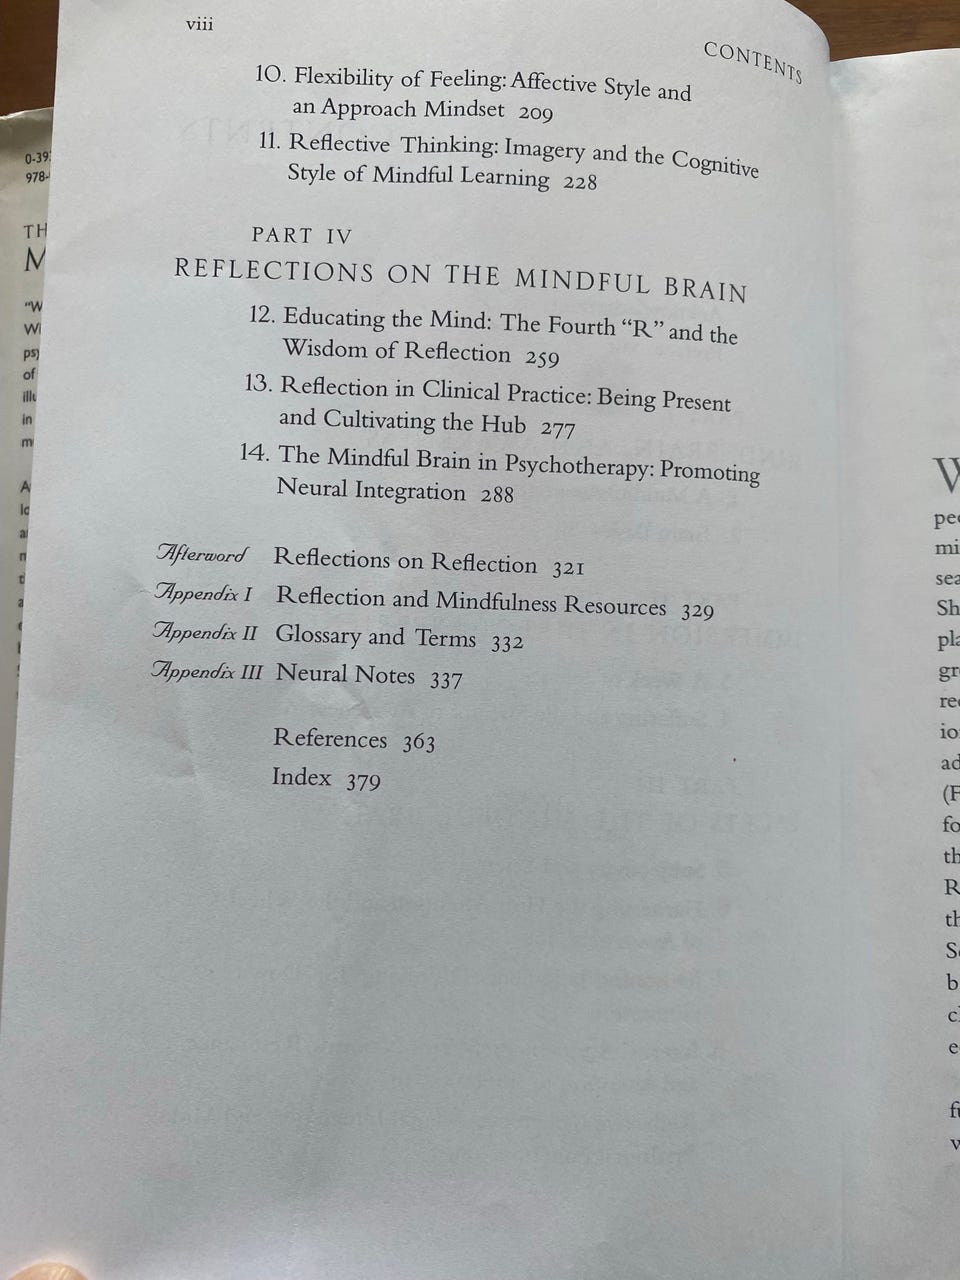 viii
CONTENTS
10. Flexibility of Feeling: Affective Style and
an Approach Mindset 209
11. Reflective Thinking: Imagery and the Cognitive
Style of Mindful Learning 228
PART IV
REFLECTIONS ON THE MINDFUL BRAIN
12. Educating the Mind: The Fourth “R” and the
Wisdom of Reflection 259
13. Reflection in Clinical Practice: Being Present
and Cultivating the Hub 277
14. The Mindful Brain in Psychotherapy: Promoting
Neural Integration 288
Afterword Reflections on Reflection 321
Appendix I Reflection and Mindfulness Resources 329
Appendix II Glossary and Terms 332
Appendix III Neural Notes 337
References 363
Index 379